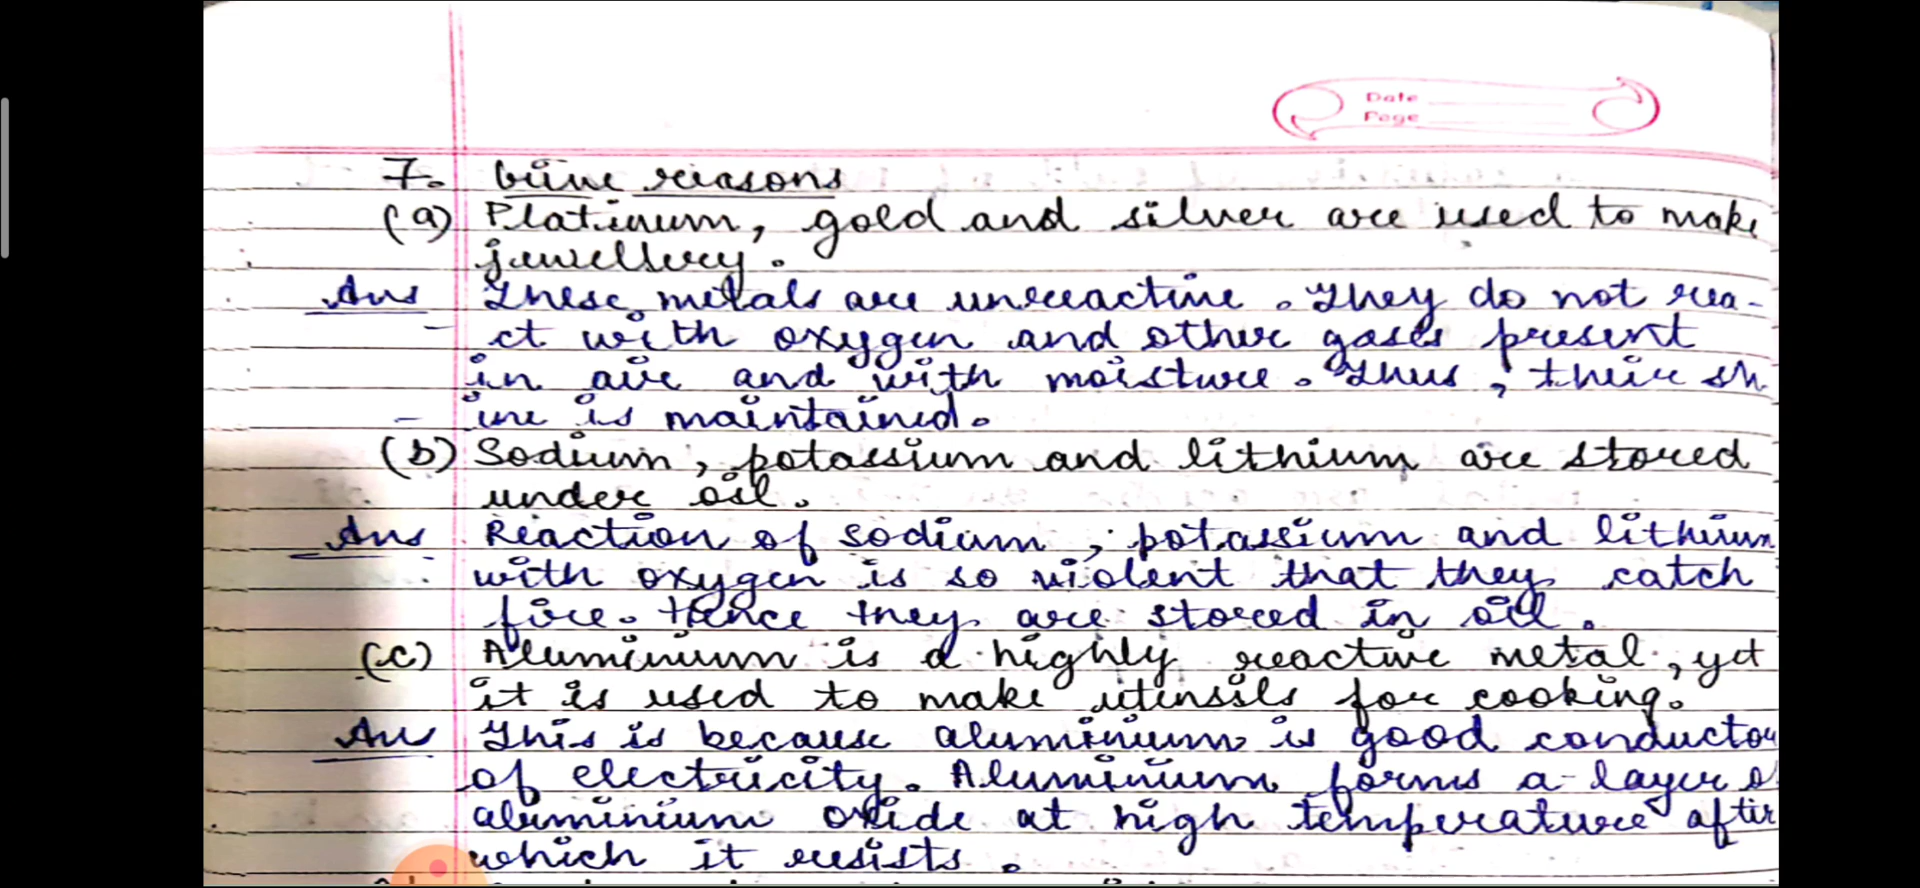 Date
Page
7. Give reasons
(a) Platinum, gold and silver are used to make
jewellery.
Ans These metals are unreactive. They do not rea-
ct with oxygen and other gases present
in air and with moisture. Thus, their sh
- ine is maintained.
(b) Sodium, potassium and lithium are stored
under oil.
Ans Reaction of sodium, potassium and lithium
with oxygen is so violent that they catch
fire. Hence they are stored in oil.
(c) Aluminium is a highly reactive metal, yet
it is used to make utensils for cooking.
Ans This is because aluminium is good conductor
of electricity. Aluminium forms a layer o
aluminium oxide at high temperature after
which it resists.